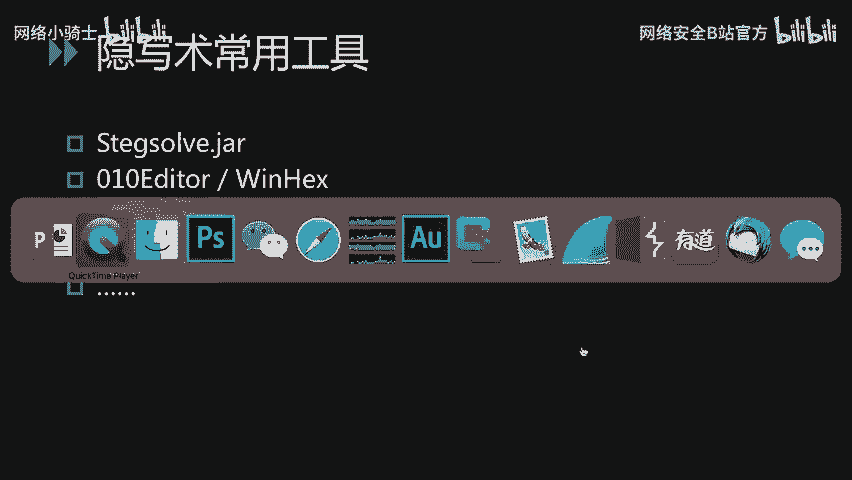 网络小骑士 bilibili
网络安全B站官方 bilibili
隐写术常用工具
Stegsolve.jar
010Editor / WinHex
P
Ps
Au
有道
QuickTime Player
......